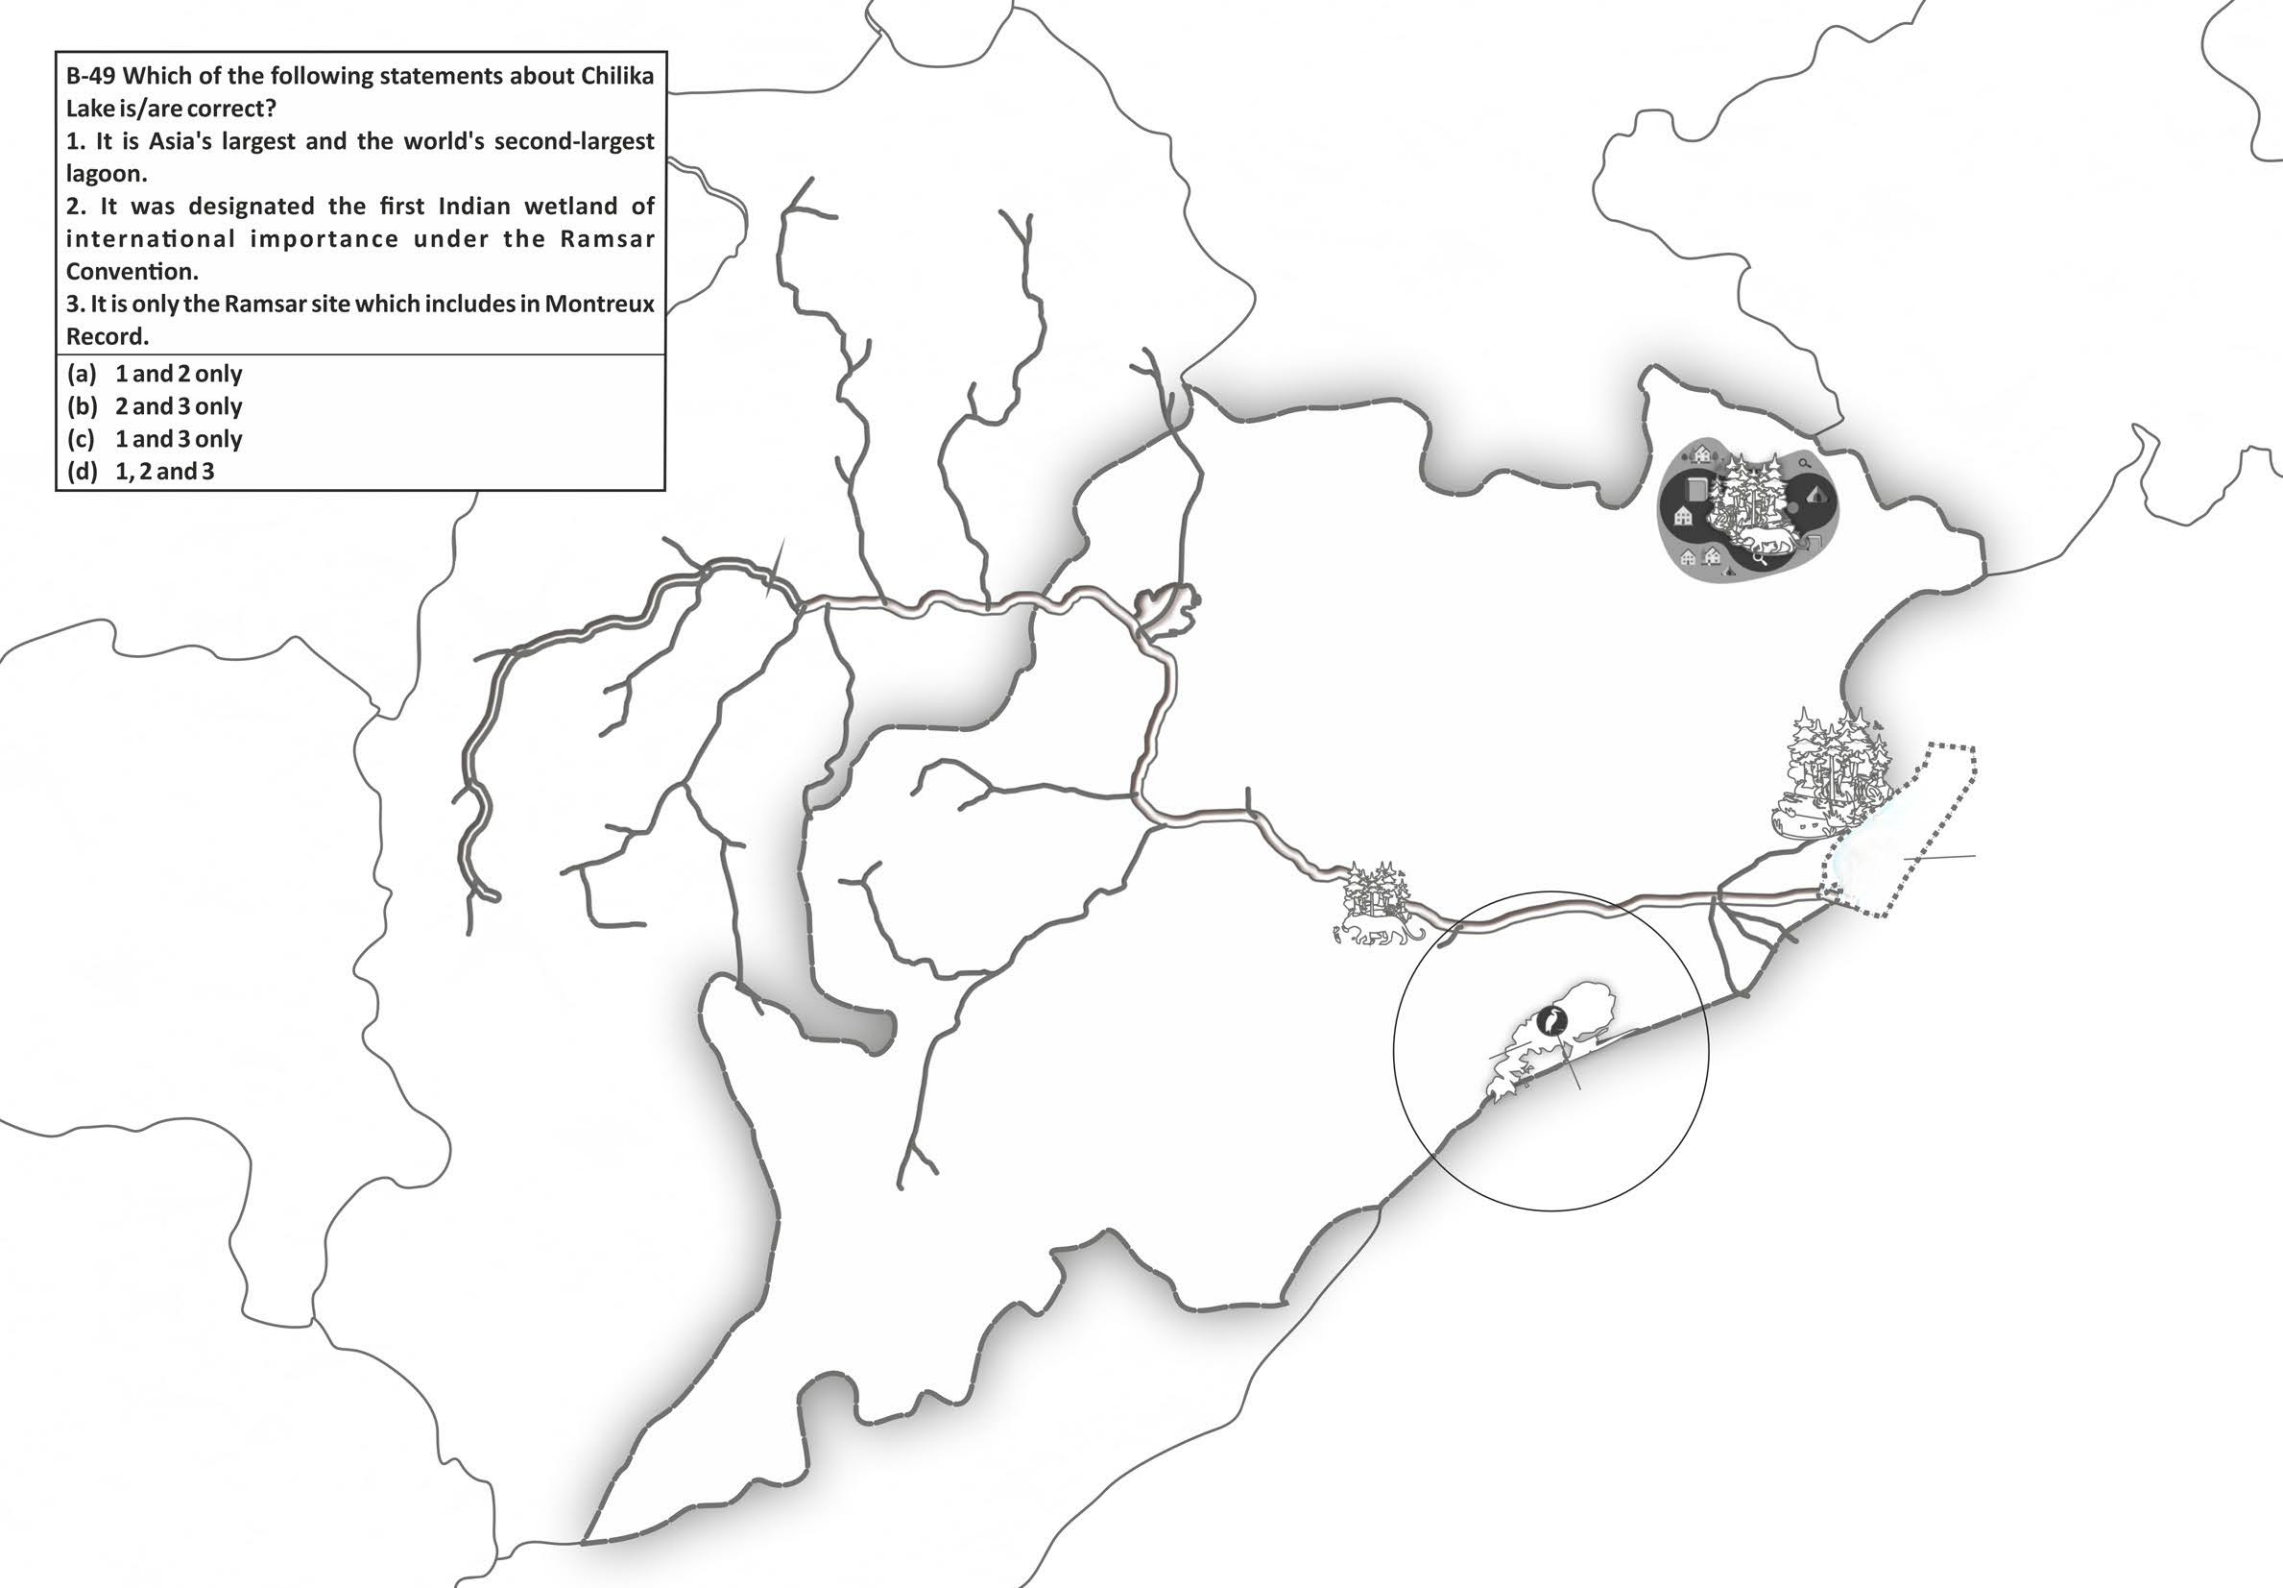 B-49 Which of the following statements about Chilika
Lake is/are correct?
1. It is Asia's largest and the world's second-largest
lagoon.
2. It was designated the first Indian wetland of
international importance under the Ramsar
Convention.
3. It is only the Ramsar site which includes in Montreux
Record.
(a) 1 and 2 only
(b) 2 and 3 only
(c) 1 and 3 only
(d) 1, 2 and 3